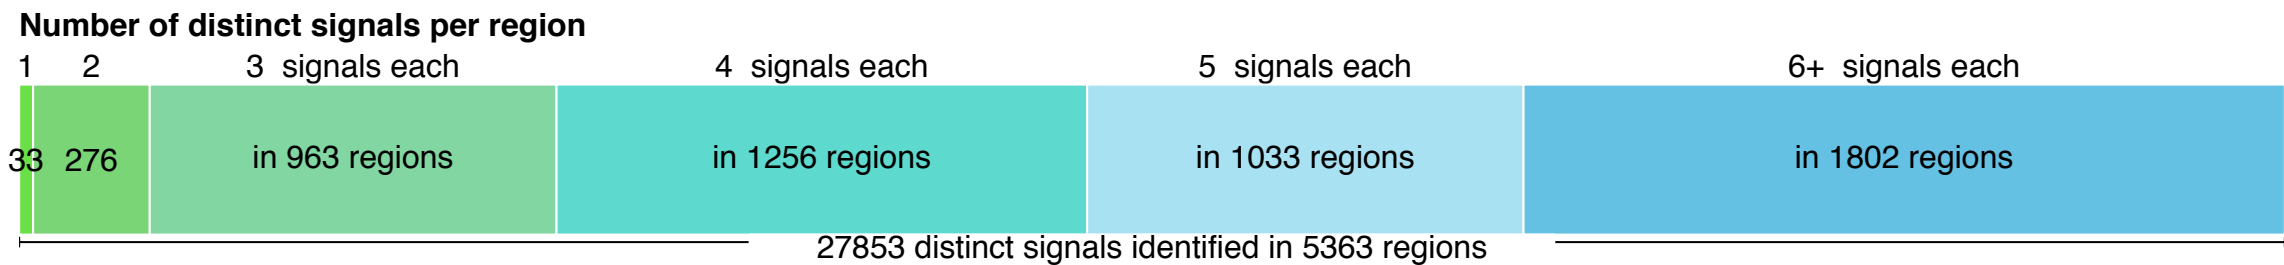 Number of distinct signals per region
1 2 3 signals each 4 signals each 5 signals each 6+ signals each
33 276 in 963 regions in 1256 regions in 1033 regions in 1802 regions
27853 distinct signals identified in 5363 regions